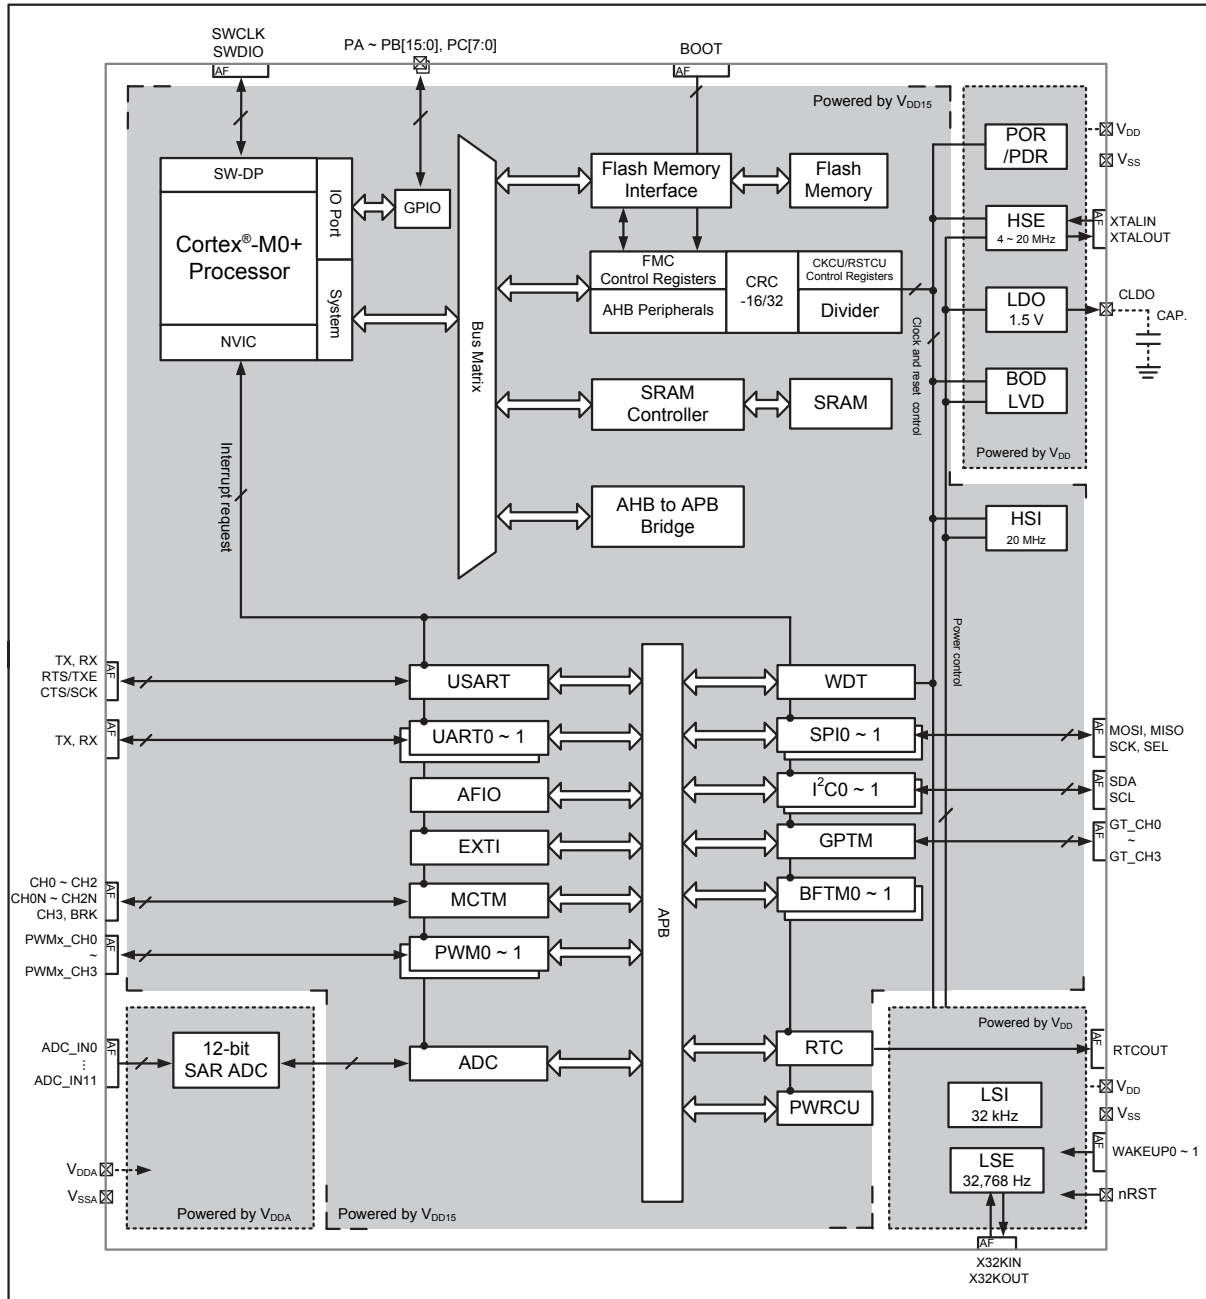 SWCLK
SWDIO
PA ~ PB[15:0], PC[7:0]
BOOT
AF
AF
Powered by VDD15
POR
/PDR
VDD
VSS
SW-DP
IO Port
GPIO
Flash Memory
Interface
Flash
Memory
Cortex®-M0+
Processor
HSE
4 ~ 20 MHz
AF
XTALIN
XTALOUT
System
NVIC
Bus Matrix
FMC
Control Registers
CRC
-16/32
CKCU/RSTCU
Control Registers
AHB Peripherals
Divider
LDO
1.5 V
CLDO
CAP.
Clock and reset control
SRAM
Controller
SRAM
BOD
LVD
Powered by VDD
Interrupt request
AHB to APB
Bridge
HSI
20 MHz
Power control
TX, RX
RTS/TXE
CTS/SCK
AF
USART
WDT
TX, RX
AF
UART0 ~ 1
SPI0 ~ 1
AF
MOSI, MISO
SCK, SEL
AFIO
I2C0 ~ 1
AF
SDA
SCL
EXTI
GPTM
AF
GT_CH0
~
GT_CH3
CH0 ~ CH2
CH0N ~ CH2N
CH3, BRK
AF
MCTM
BFTM0 ~ 1
APB
PWMx_CH0
~
PWMx_CH3
AF
PWM0 ~ 1
Powered by VDD
ADC_IN0
⋮
ADC_IN11
AF
12-bit
SAR ADC
ADC
RTC
AF
RTCOUT
LSI
32 kHz
VDD
VSS
PWRCU
LSE
32,768 Hz
AF
WAKEUP0 ~ 1
nRST
VDDA
VSSA
Powered by VDDA
Powered by VDD15
AF
X32KIN
X32KOUT